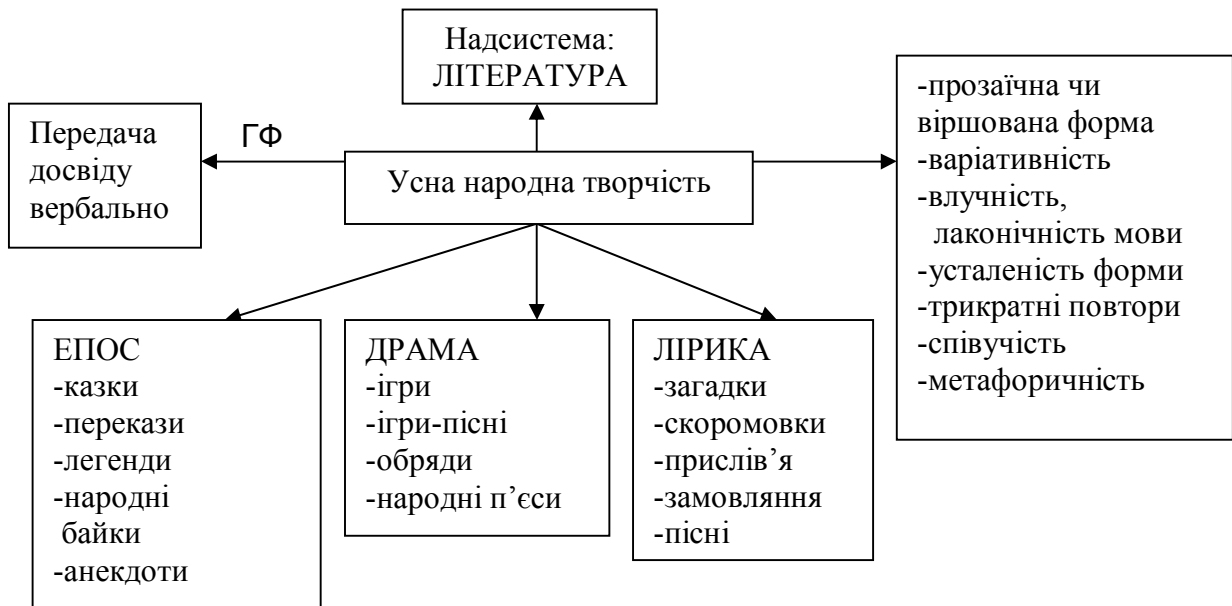 Надсистема:
ЛІТЕРАТУРА
Передача
досвіду
вербально
ГФ
Усна народна творчість
-прозаїчна чи
віршована форма
-варіативність
-влучність,
лаконічність мови
-усталеність форми
-трикратні повтори
-співучість
-метафоричність
ЕПОС
-казки
-перекази
-легенди
-народні
байки
-анекдоти
ДРАМА
-ігри
-ігри-пісні
-обряди
-народні п’єси
ЛІРИКА
-загадки
-скоромовки
-прислів’я
-замовляння
-пісні